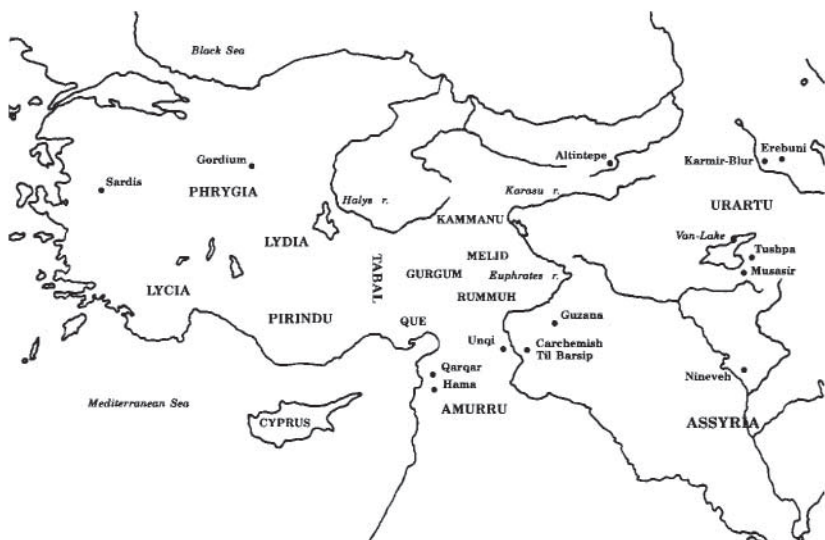 Black Sea
Gordium
Sardis
PHRYGIA
Halys r.
LYDIA
LYCIA
PIRINDU
TABAL
Mediterranean Sea
CYPRUS
Altintepe
Karasu r.
KAMMANU
MELID
GURGUM
Euphrates r.
RUMMUH
QUE
Unqi
Guzana
Carchemish
Til Barsip
Qarqar
Hama
AMURRU
Karmir-Blur
Erebuni
URARTU
Van-Lake
Tushpa
Musasir
Nineveh
ASSYRIA